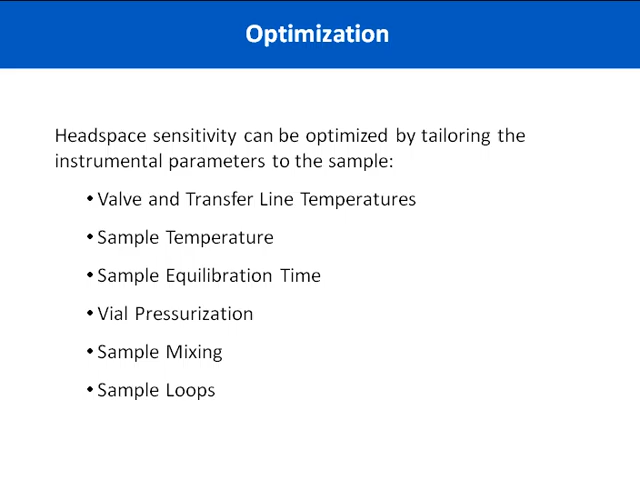 Optimization
Headspace sensitivity can be optimized by tailoring the
instrumental parameters to the sample:
•Valve and Transfer Line Temperatures
•Sample Temperature
•Sample Equilibration Time
•Vial Pressurization
•Sample Mixing
•Sample Loops